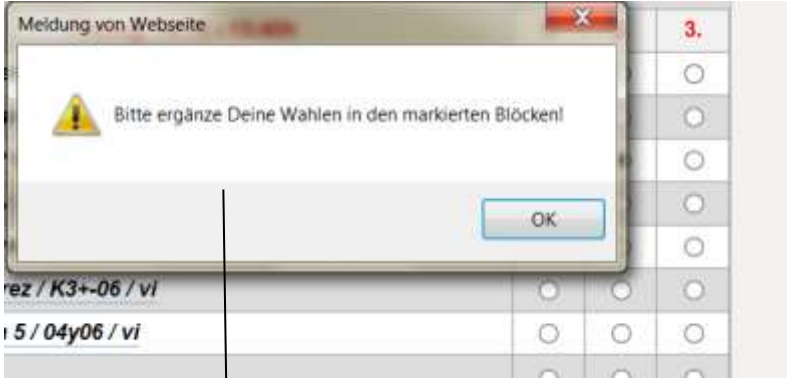 Meldung von Webseite
3.
Bitte ergänze Deine Wahlen in den markierten Blöcken!
OK
rez / K3+-06 / vi
5 / 04y06 / vi